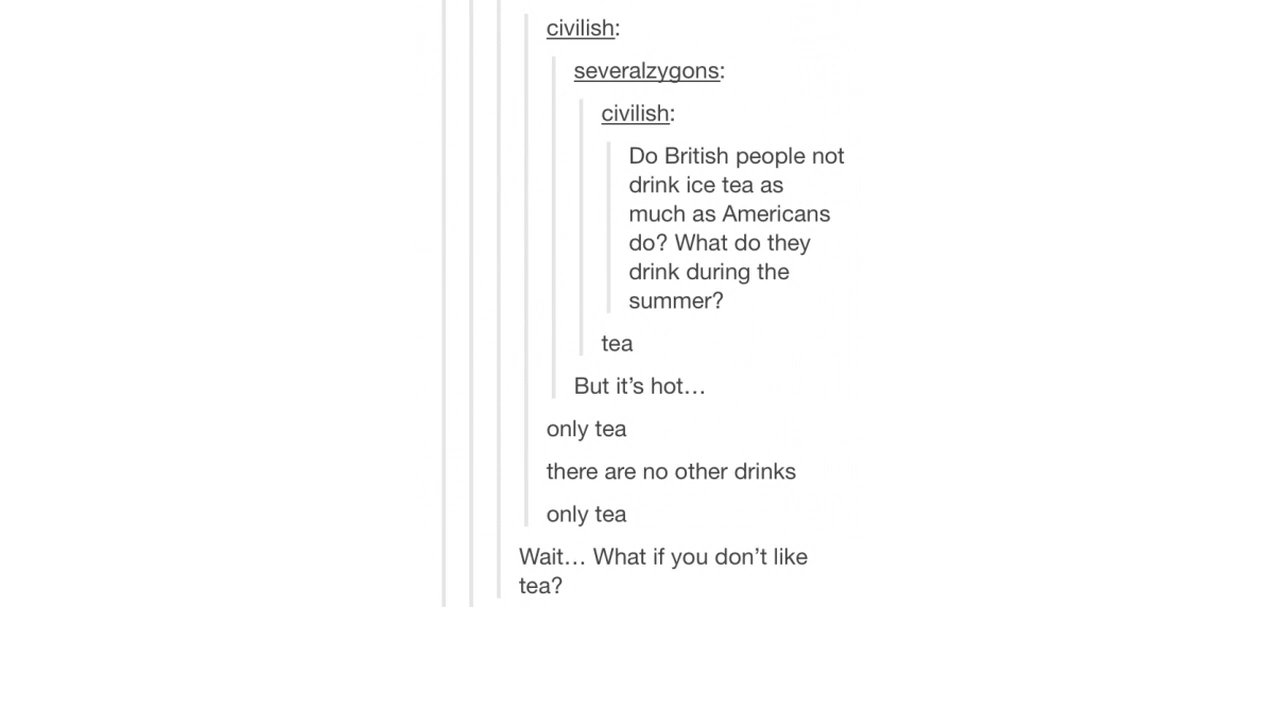 civilish:
severalzygons:
civilish:
Do British people not
drink ice tea as
much as Americans
do? What do they
drink during the
summer?
tea
But it’s hot…
only tea
there are no other drinks
only tea
Wait… What if you don’t like
tea?